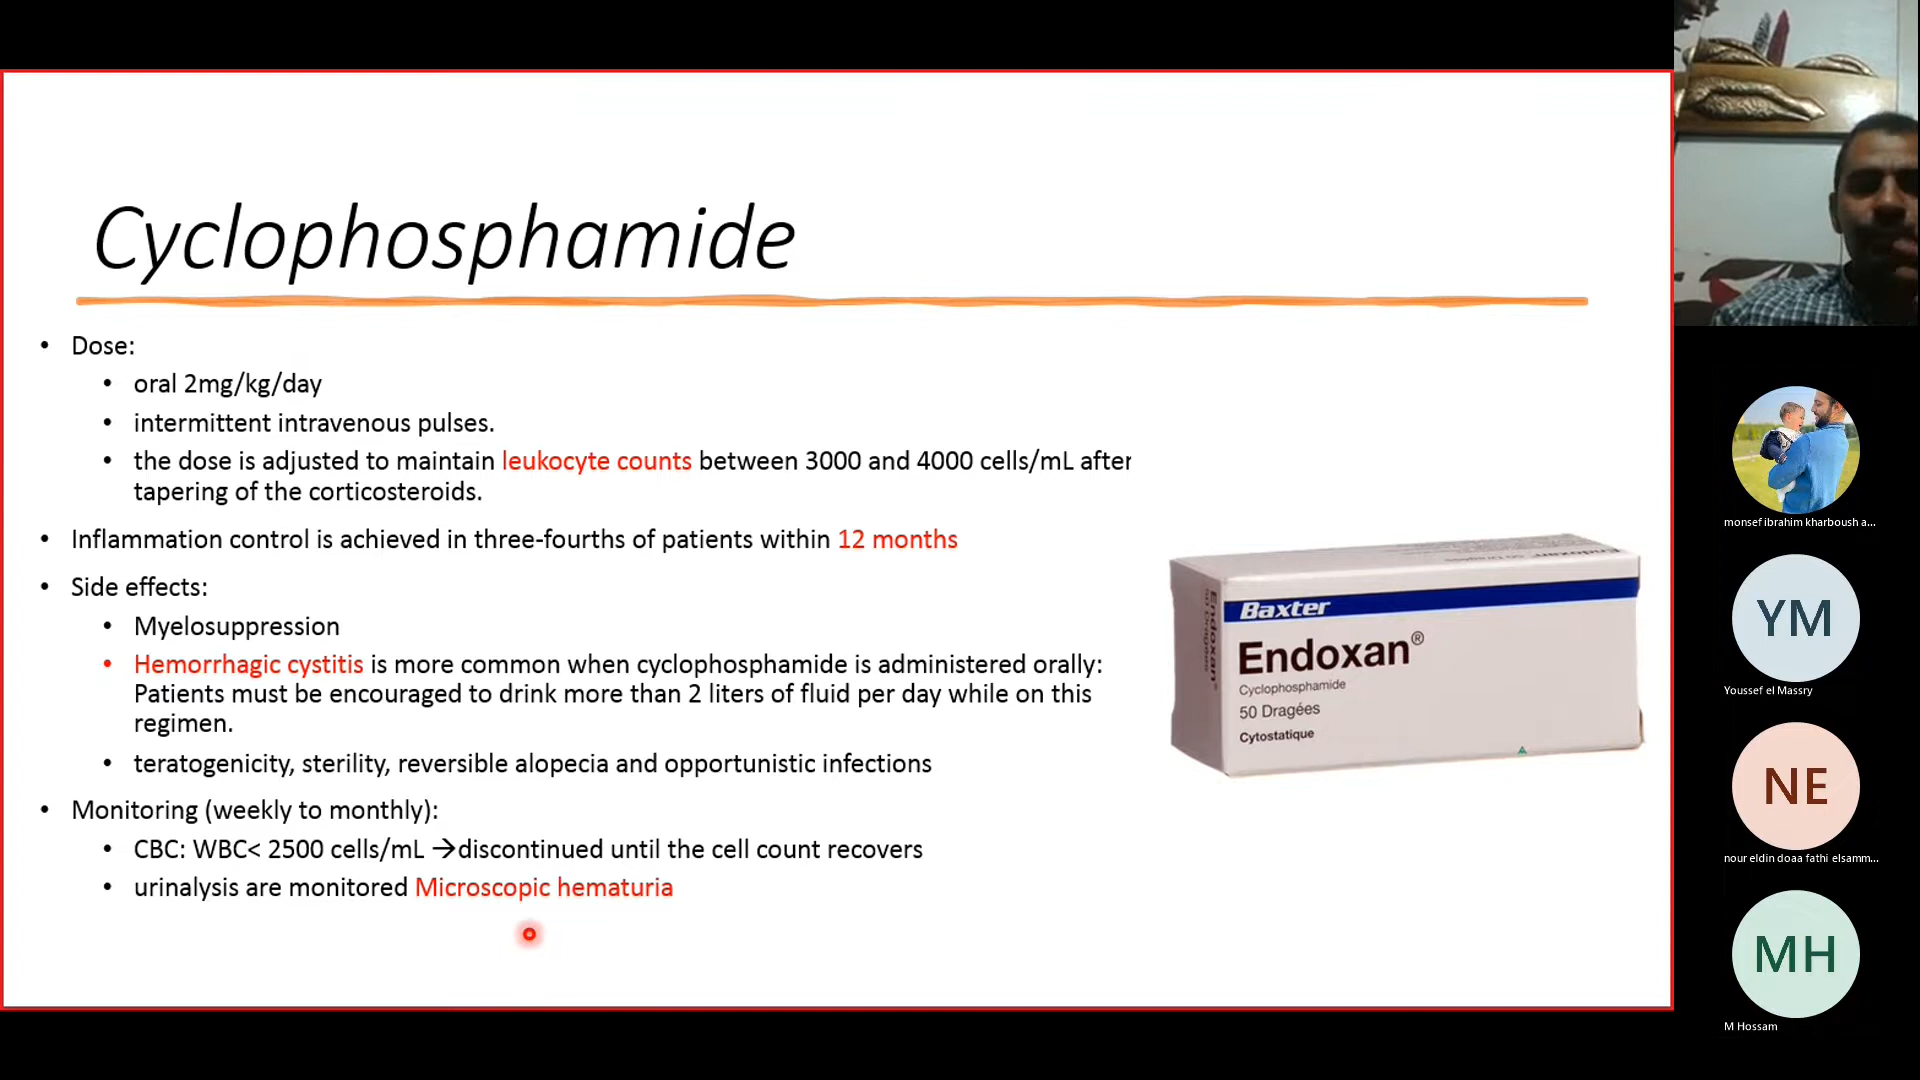 Cyclophosphamide
• Dose:
• oral 2mg/kg/day
• intermittent intravenous pulses.
• the dose is adjusted to maintain leukocyte counts between 3000 and 4000 cells/mL after
tapering of the corticosteroids.
• Inflammation control is achieved in three-fourths of patients within 12 months
• Side effects:
• Myelosuppression
• Hemorrhagic cystitis is more common when cyclophosphamide is administered orally:
Patients must be encouraged to drink more than 2 liters of fluid per day while on this
regimen.
• teratogenicity, sterility, reversible alopecia and opportunistic infections
• Monitoring (weekly to monthly):
• CBC: WBC< 2500 cells/mL →discontinued until the cell count recovers
• urinalysis are monitored Microscopic hematuria
Endoxan
50 Dragées
Endoxan®
50 Dragées
Baxter
Endoxan®
Cyclophosphamide
50 Dragées
Cytostatique
monsef ibrahim kharboush a...
YM
Youssef el Massry
NE
nour eldin doaa fathi elsamm...
MH
M Hossam